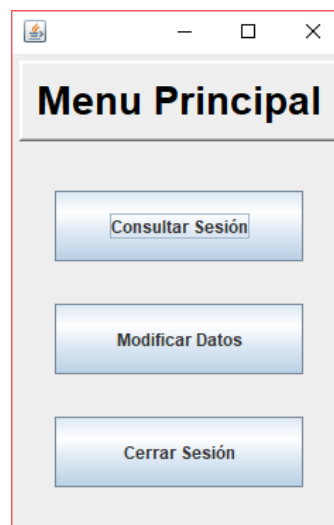 Menu Principal
Consultar Sesión
Modificar Datos
Cerrar Sesión